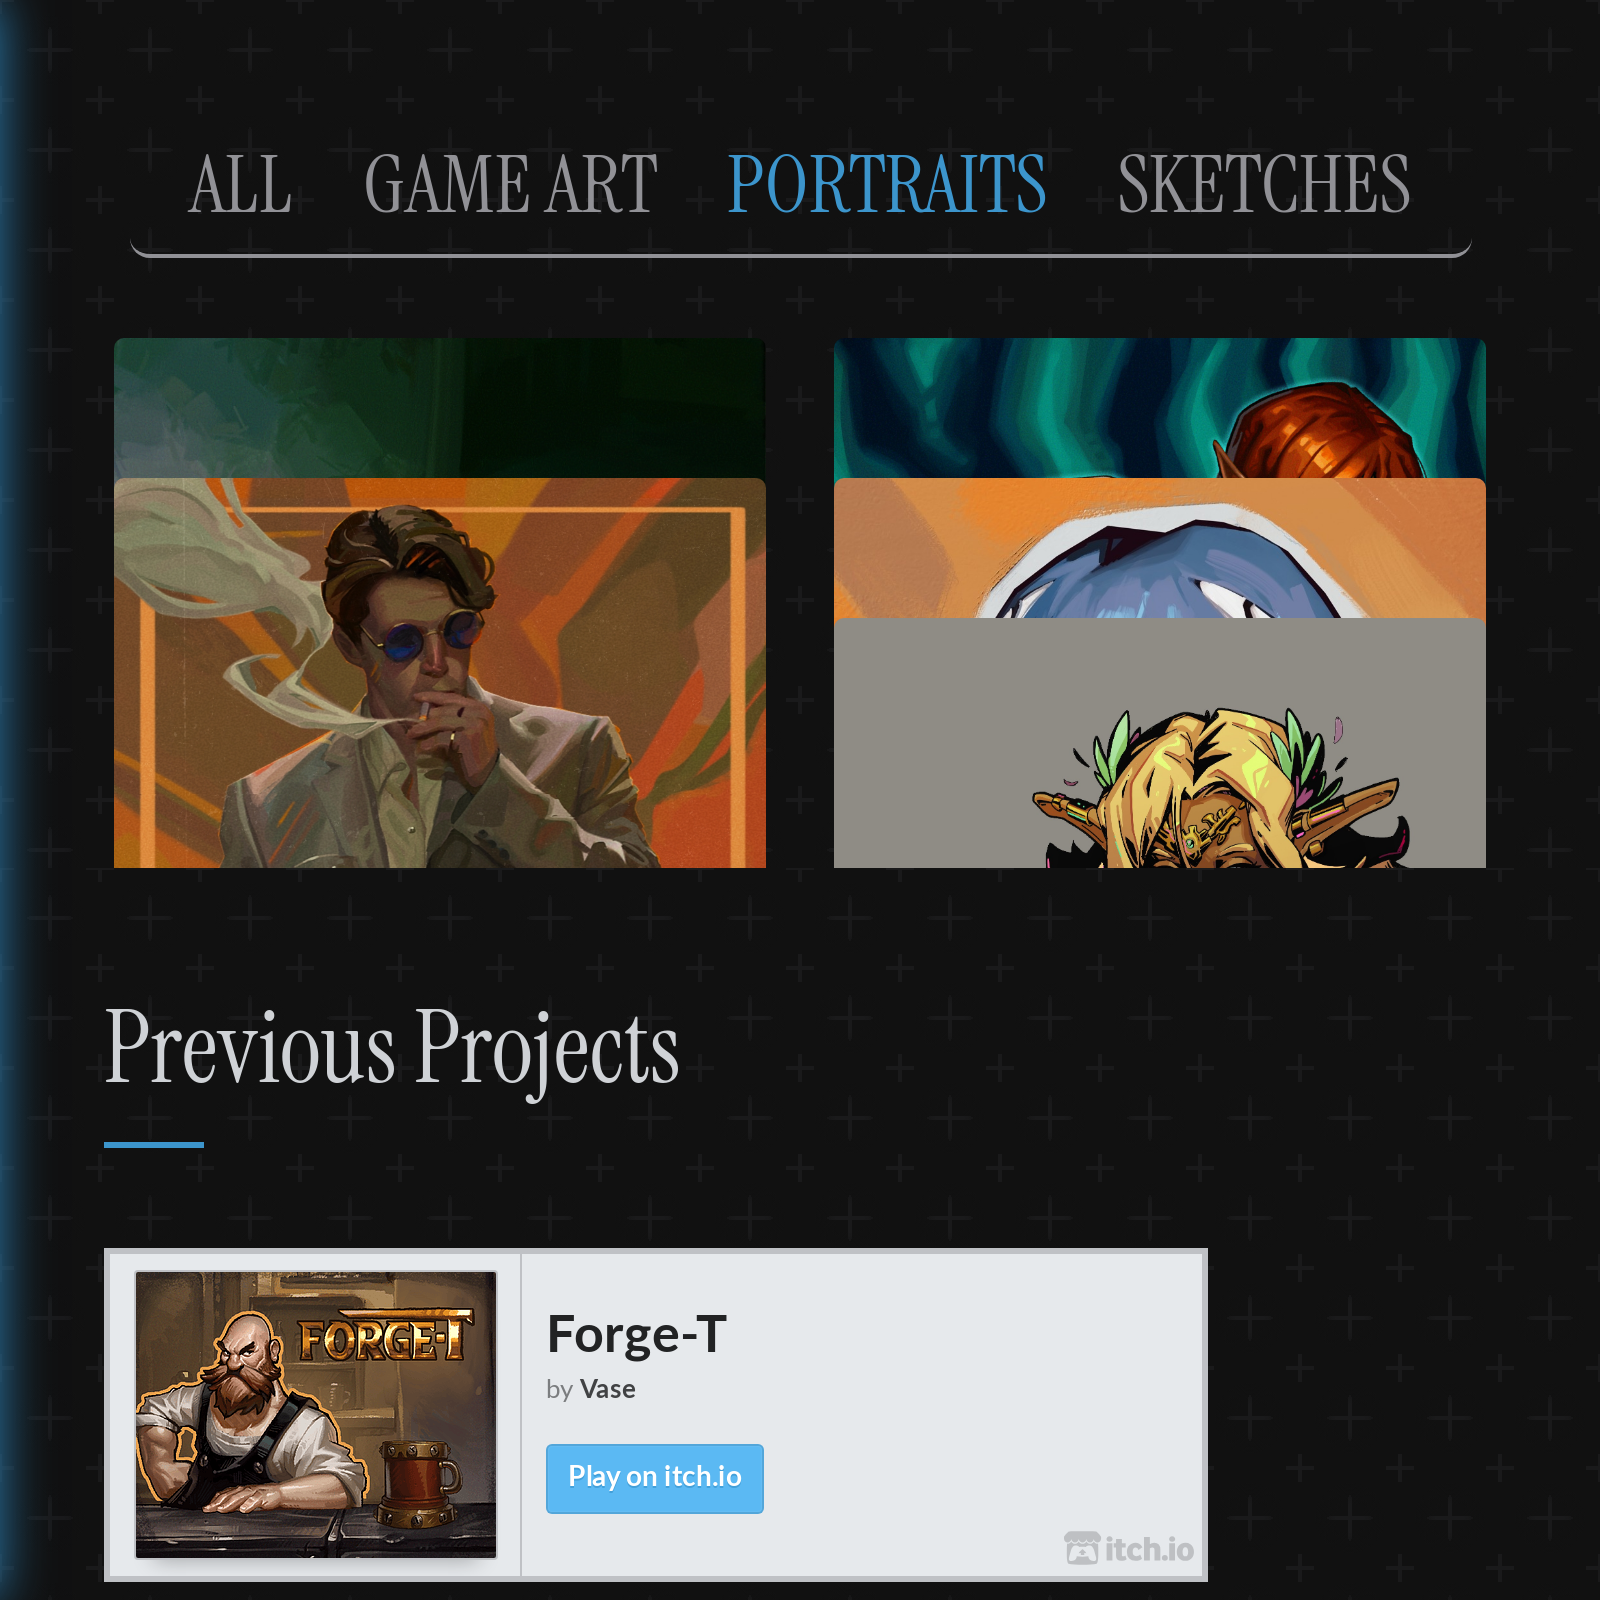 ALL GAME ART PORTRAITS SKETCHES
Previous Projects
FORGE-T
Forge-T
by Vase
Play on itch.io
itch.io